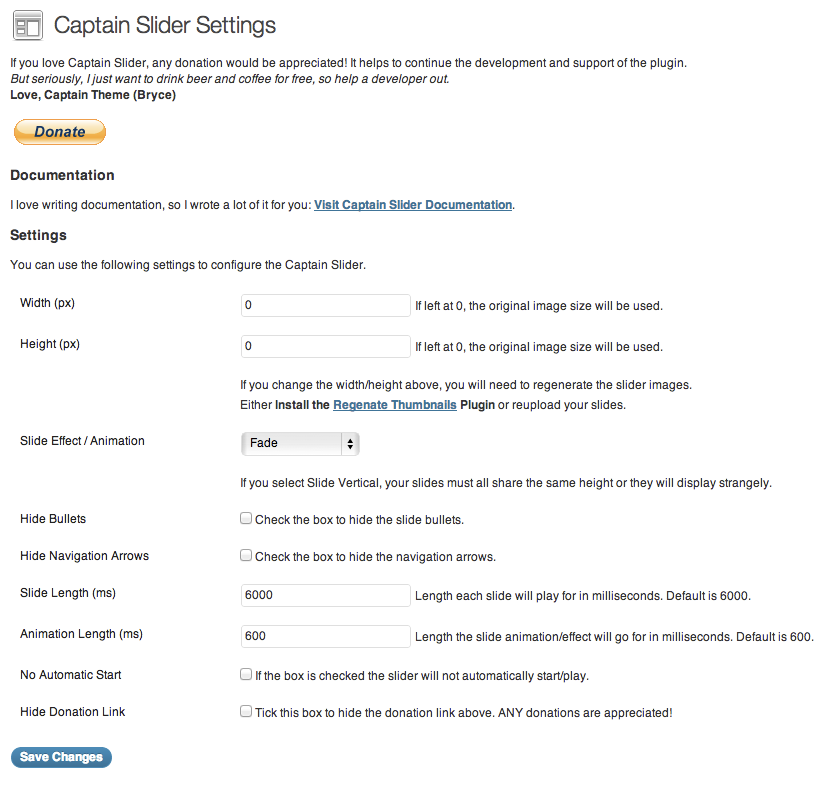 Captain Slider Settings
If you love Captain Slider, any donation would be appreciated! It helps to continue the development and support of the plugin.
But seriously, I just want to drink beer and coffee for free, so help a developer out.
Love, Captain Theme (Bryce)
Donate
Documentation
I love writing documentation, so I wrote a lot of it for you: Visit Captain Slider Documentation.
Settings
You can use the following settings to configure the Captain Slider.
Width (px) 0 If left at 0, the original image size will be used.
Height (px) 0 If left at 0, the original image size will be used.
If you change the width/height above, you will need to regenerate the slider images.
Either Install the Regenate Thumbnails Plugin or reupload your slides.
Slide Effect / Animation Fade
If you select Slide Vertical, your slides must all share the same height or they will display strangely.
Hide Bullets Check the box to hide the slide bullets.
Hide Navigation Arrows Check the box to hide the navigation arrows.
Slide Length (ms) 6000 Length each slide will play for in milliseconds. Default is 6000.
Animation Length (ms) 600 Length the slide animation/effect will go for in milliseconds. Default is 600.
No Automatic Start If the box is checked the slider will not automatically start/play.
Hide Donation Link Tick this box to hide the donation link above. ANY donations are appreciated!
Save Changes